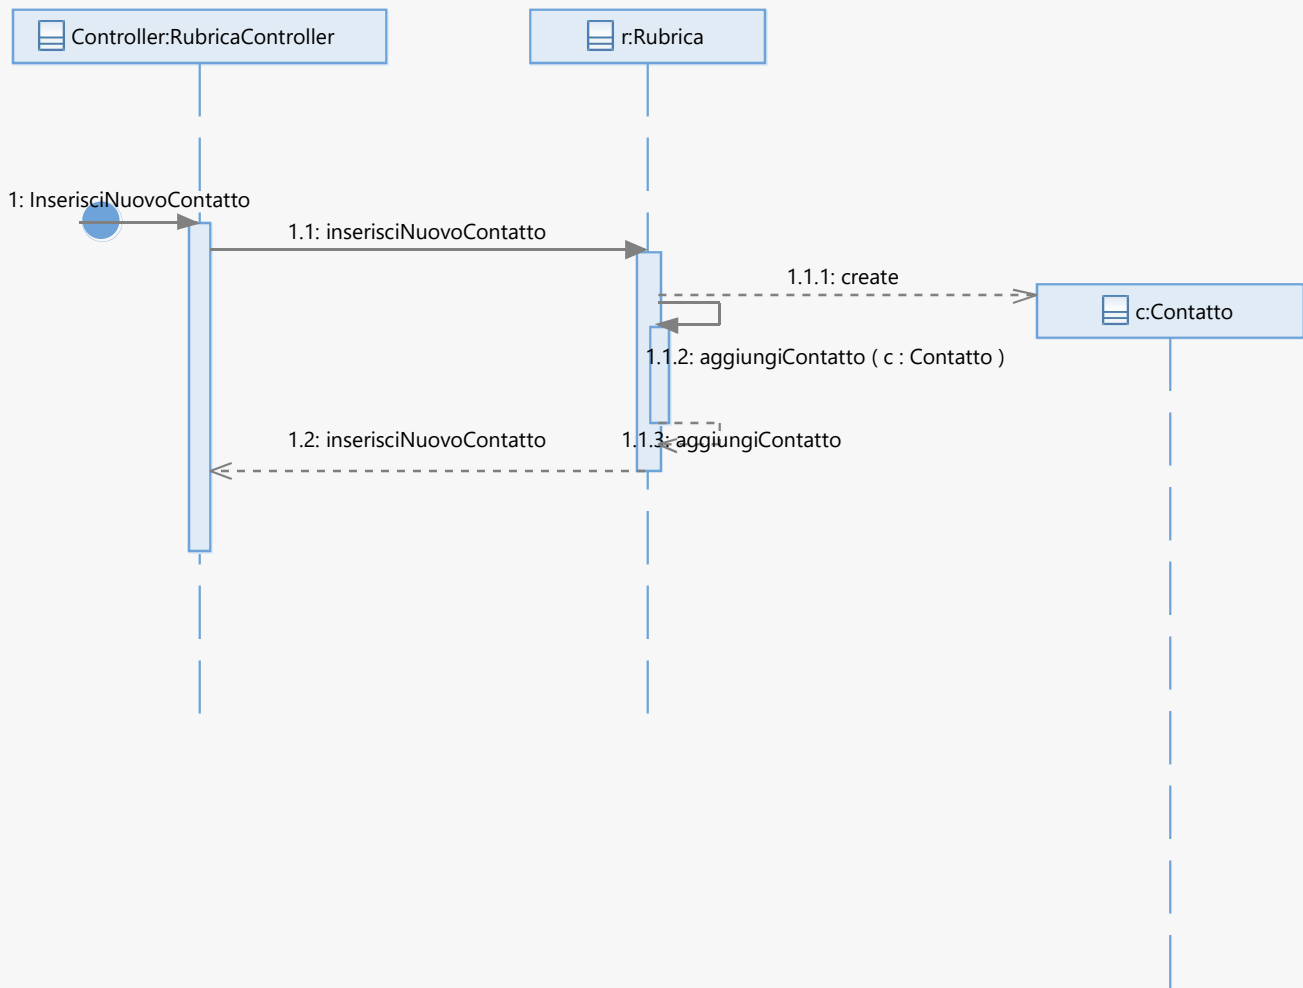 Controller:RubricaController
r:Rubrica
1: InserisciNuovoContatto
1.1: inserisciNuovoContatto
1.1.1: create
c:Contatto
1.1.2: aggiungiContatto ( c : Contatto )
1.2: inserisciNuovoContatto
1.1.3: aggiungiContatto